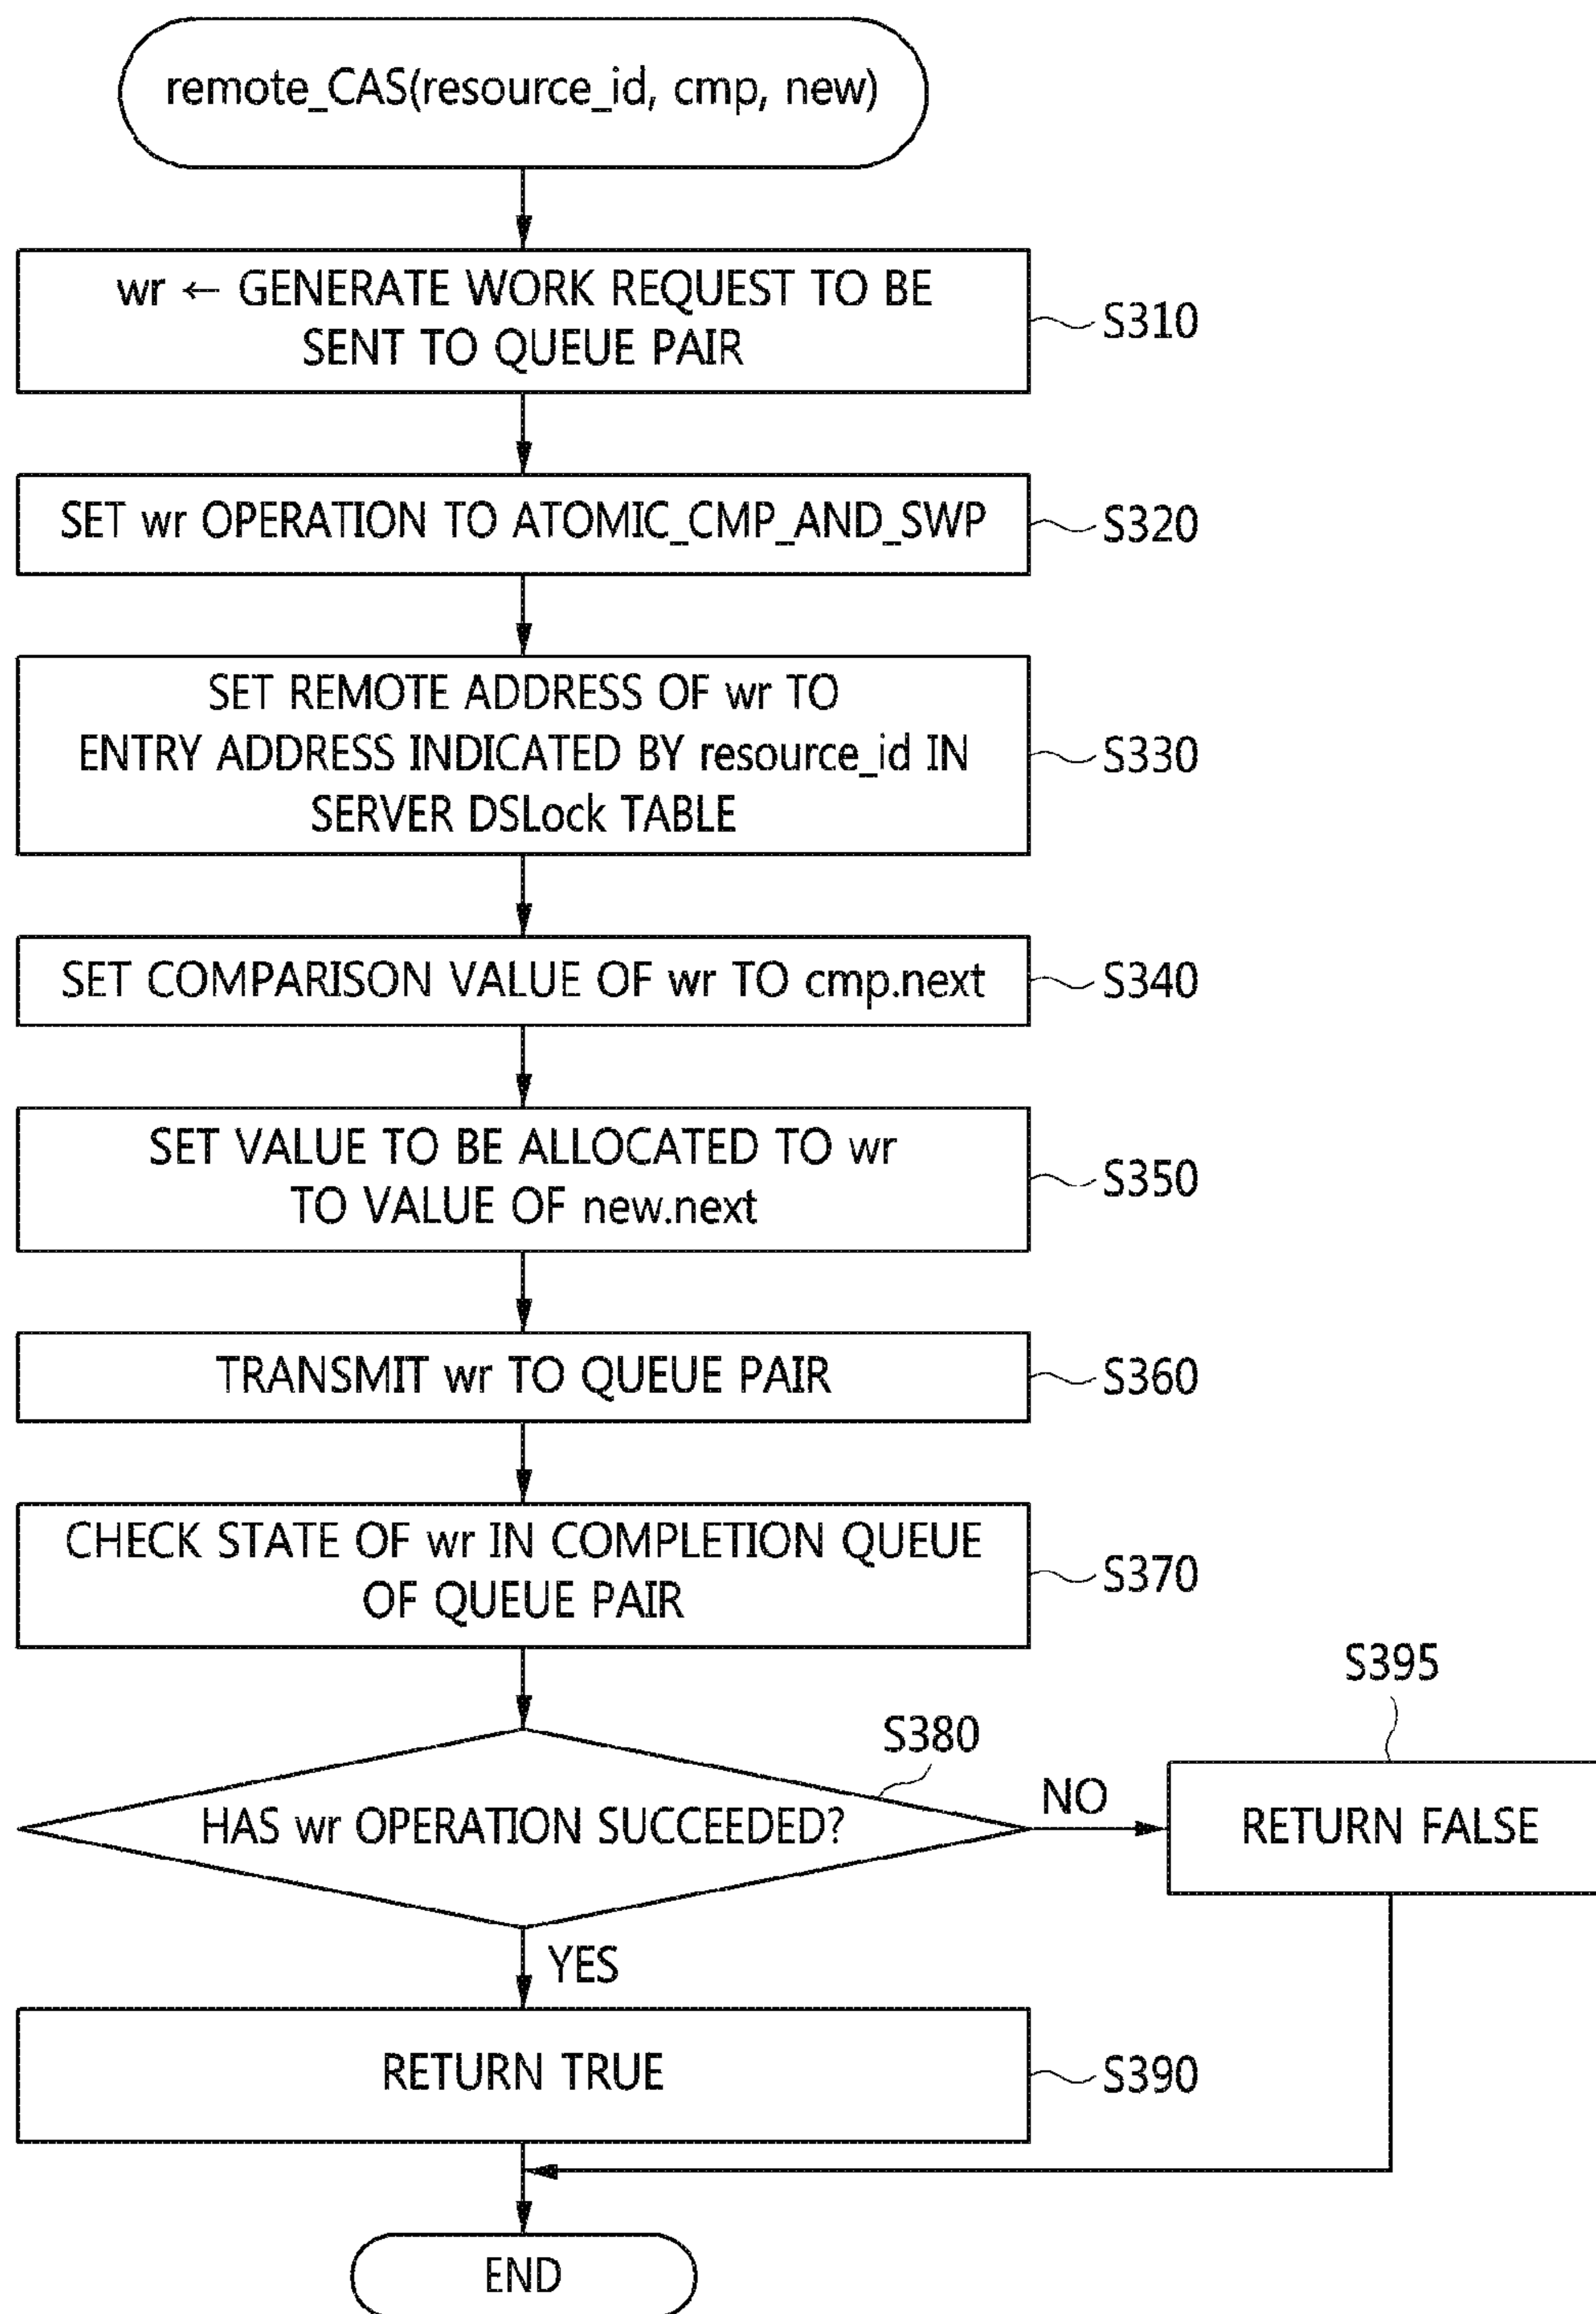 remote_CAS(resource_id, cmp, new)
wr ← GENERATE WORK REQUEST TO BE
SENT TO QUEUE PAIR
S310
SET wr OPERATION TO ATOMIC_CMP_AND_SWP
S320
SET REMOTE ADDRESS OF wr TO
ENTRY ADDRESS INDICATED BY resource_id IN
SERVER DSLock TABLE
S330
SET COMPARISON VALUE OF wr TO cmp.next
S340
SET VALUE TO BE ALLOCATED TO wr
TO VALUE OF new.next
S350
TRANSMIT wr TO QUEUE PAIR
S360
CHECK STATE OF wr IN COMPLETION QUEUE
OF QUEUE PAIR
S370
S395
S380
HAS wr OPERATION SUCCEEDED?
NO
RETURN FALSE
YES
RETURN TRUE
S390
END